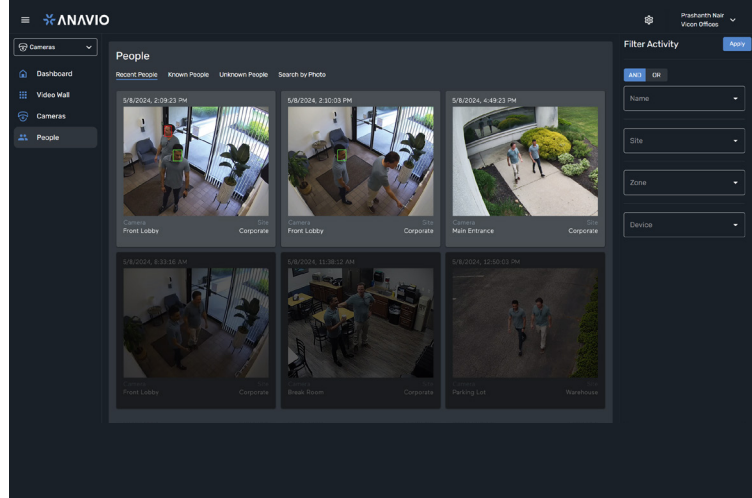 ANAVIO
Prashanth Nair
Vicon Offices
Cameras
Dashboard
Video Wall
Cameras
People
People
Recent People Known People Unknown People Search by Photo
5/8/2024, 2:09:23 PM
Camera Site
Front Lobby Corporate
5/8/2024, 2:10:03 PM
Camera Site
Front Lobby Corporate
5/8/2024, 4:49:23 PM
Camera Site
Main Entrance Corporate
5/8/2024, 8:33:16 AM
Camera Site
Front Lobby Corporate
5/8/2024, 11:38:12 AM
Camera Site
Break Room Corporate
5/8/2024, 12:50:03 PM
Camera Site
Parking Lot Warehouse
Filter Activity Apply
AND OR
Name
Site
Zone
Device